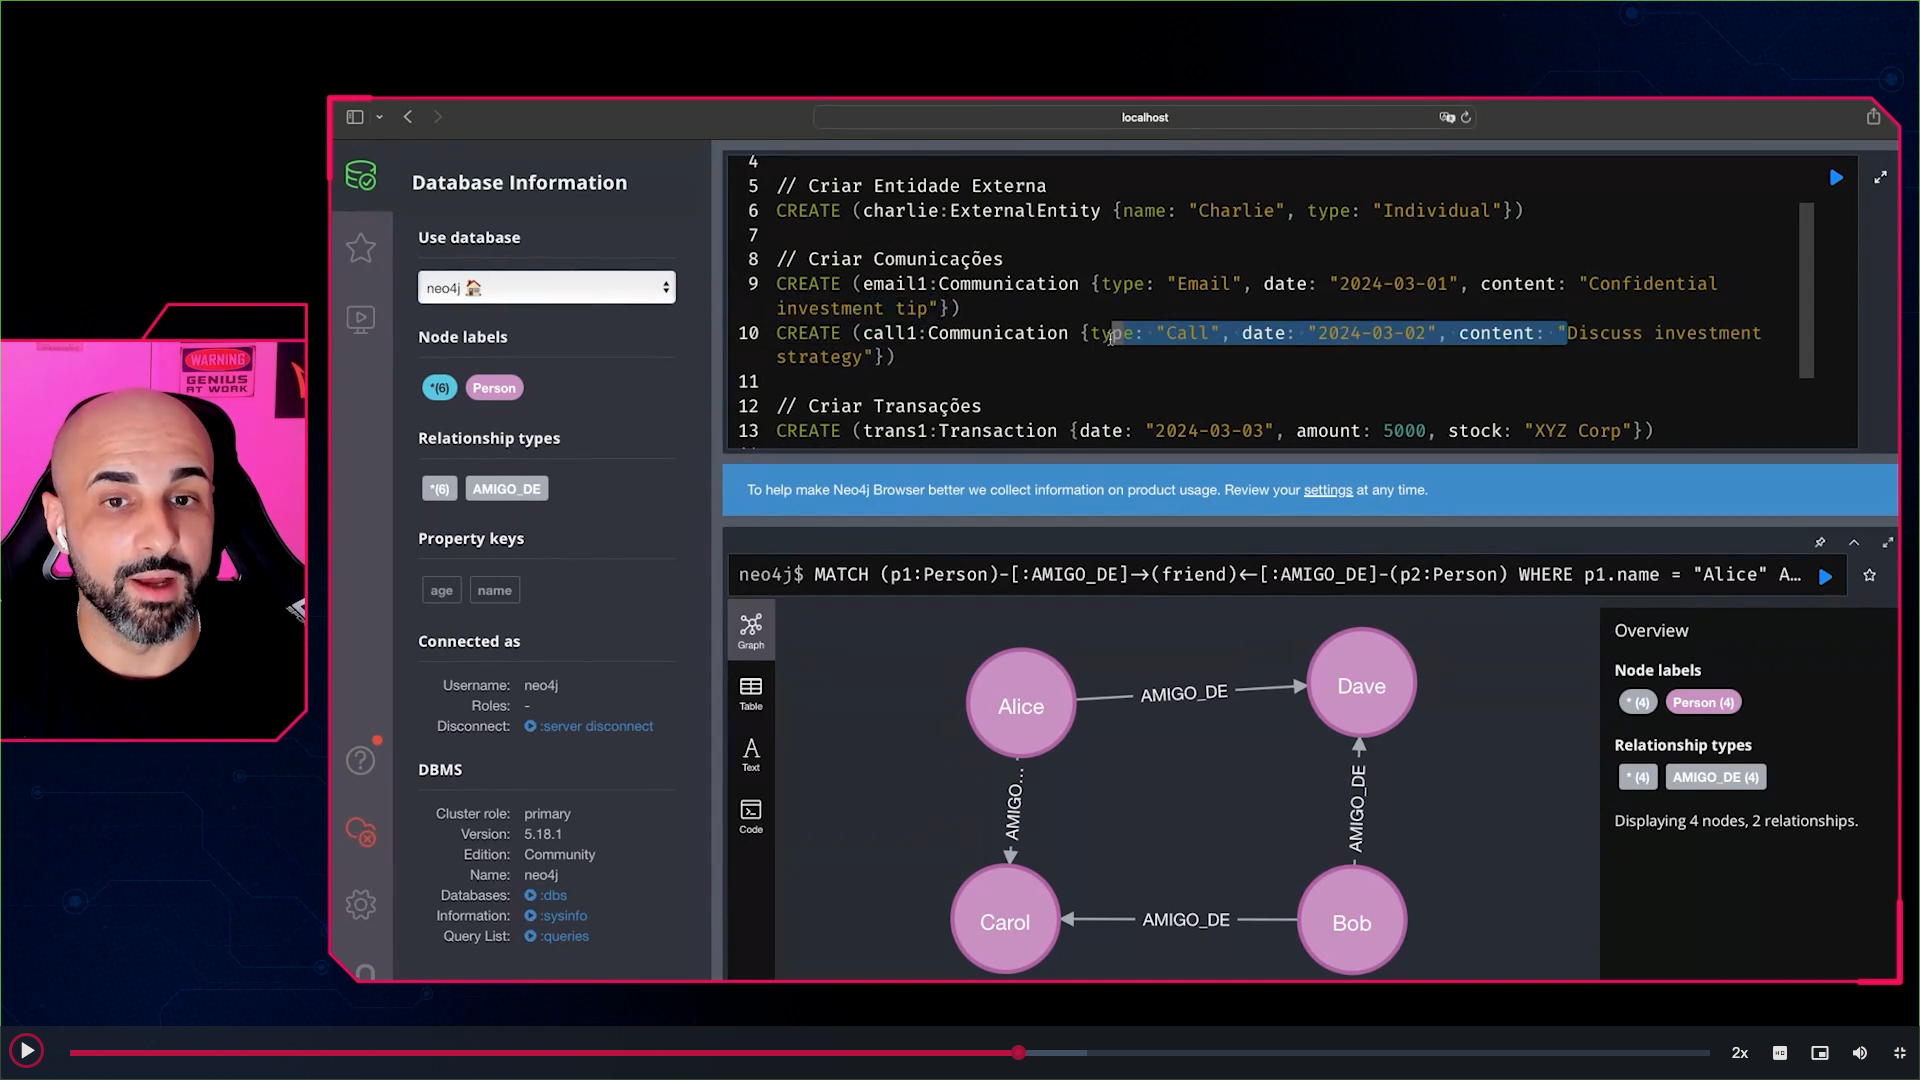 localhost
WARNING
GENIUS
AT WORK
Database Information
Use database
neo4j
Node labels
*(6) Person
Relationship types
*(6) AMIGO_DE
Property keys
age name
Connected as
Username: neo4j
Roles: -
Disconnect: :server disconnect
DBMS
Cluster role: primary
Version: 5.18.1
Edition: Community
Name: neo4j
Databases: :dbs
Information: :sysinfo
Query List: :queries
4
5 // Criar Entidade Externa
6 CREATE (charlie:ExternalEntity {name: "Charlie", type: "Individual"})
7
8 // Criar Comunicações
9 CREATE (email1:Communication {type: "Email", date: "2024-03-01", content: "Confidential
investment tip"})
10 CREATE (call1:Communication {type: "Call", date: "2024-03-02", content: "Discuss investment
strategy"})
11
12 // Criar Transações
13 CREATE (trans1:Transaction {date: "2024-03-03", amount: 5000, stock: "XYZ Corp"})
To help make Neo4j Browser better we collect information on product usage. Review your settings at any time.
neo4j$ MATCH (p1:Person)-[:AMIGO_DE]→(friend)←[:AMIGO_DE]-(p2:Person) WHERE p1.name = "Alice" A…
Graph
Table
A
Text
Code
Alice
AMIGO_DE
Dave
AMIGO…
AMIGO_DE
Carol
AMIGO_DE
Bob
Overview
Node labels
* (4) Person (4)
Relationship types
* (4) AMIGO_DE (4)
Displaying 4 nodes, 2 relationships.
2x
HD